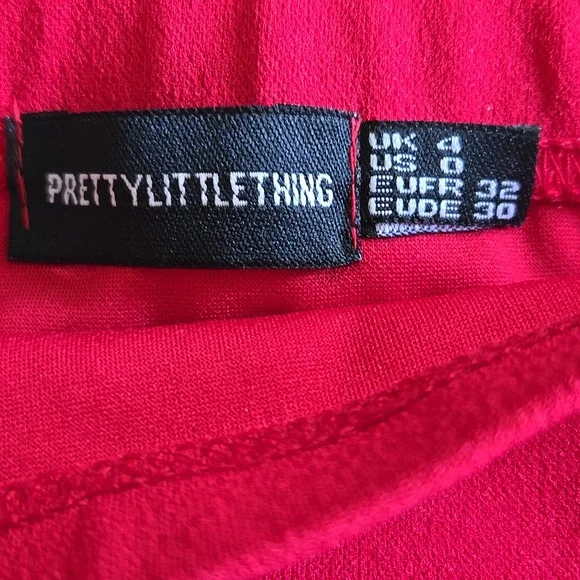 PRETTYLITTLETHING
UK 4
US 0
EUFR 32
EUDE 30